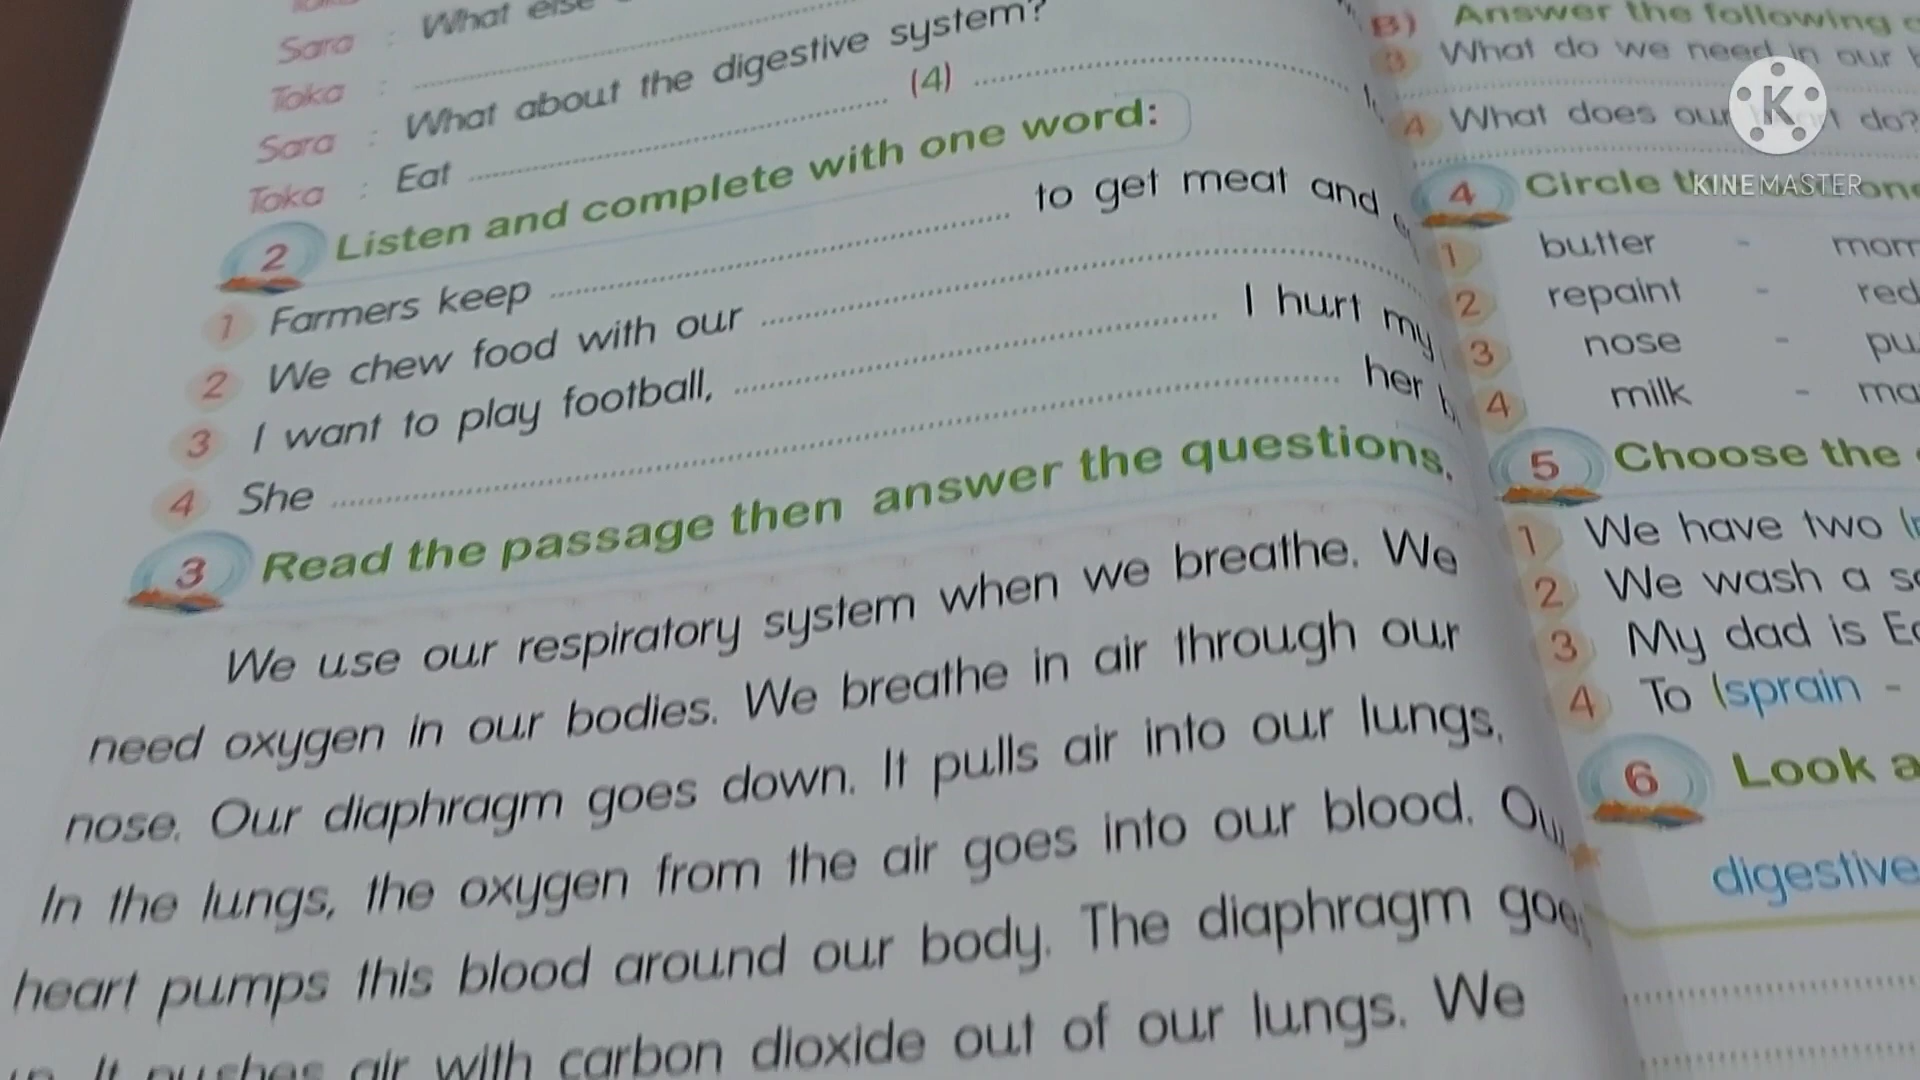 Sara : What else
Toka :
Sara : What about the digestive system?
Toka : Eat (4)
2 Listen and complete with one word:
1 Farmers keep to get meat and
2 We chew food with our
3 I want to play football, I hurt my
4 She her
3 Read the passage then answer the questions.
We use our respiratory system when we breathe. We
need oxygen in our bodies. We breathe in air through our
nose. Our diaphragm goes down. It pulls air into our lungs.
In the lungs, the oxygen from the air goes into our blood. Our
heart pumps this blood around our body. The diaphragm goes
It pushes air with carbon dioxide out of our lungs. We
B) Answer the following
3 What do we need in our
4 What does our do?
4 Circle
1 butter -
2 repaint -
3 nose -
4 milk -
5 Choose the
1 We have two
2 We wash a
3 My dad is
4 To (sprain -
6 Look
digestive
K
KINEMASTER